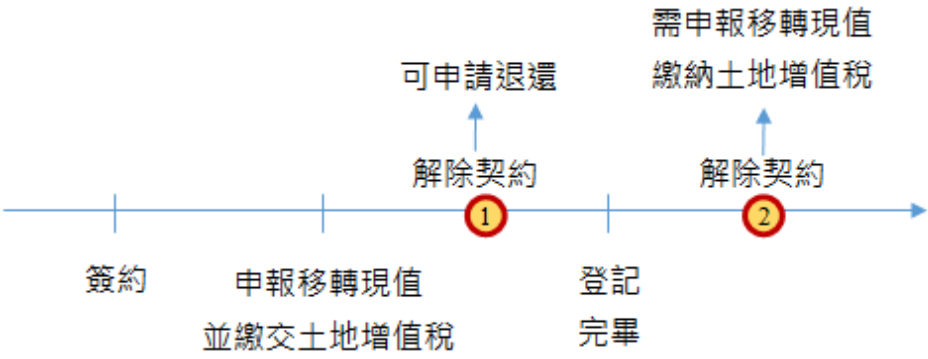 需申報移轉現值
繳納土地增值稅
可申請退還
解除契約
解除契約
1
2
簽約
申報移轉現值
並繳交土地增值稅
登記
完畢